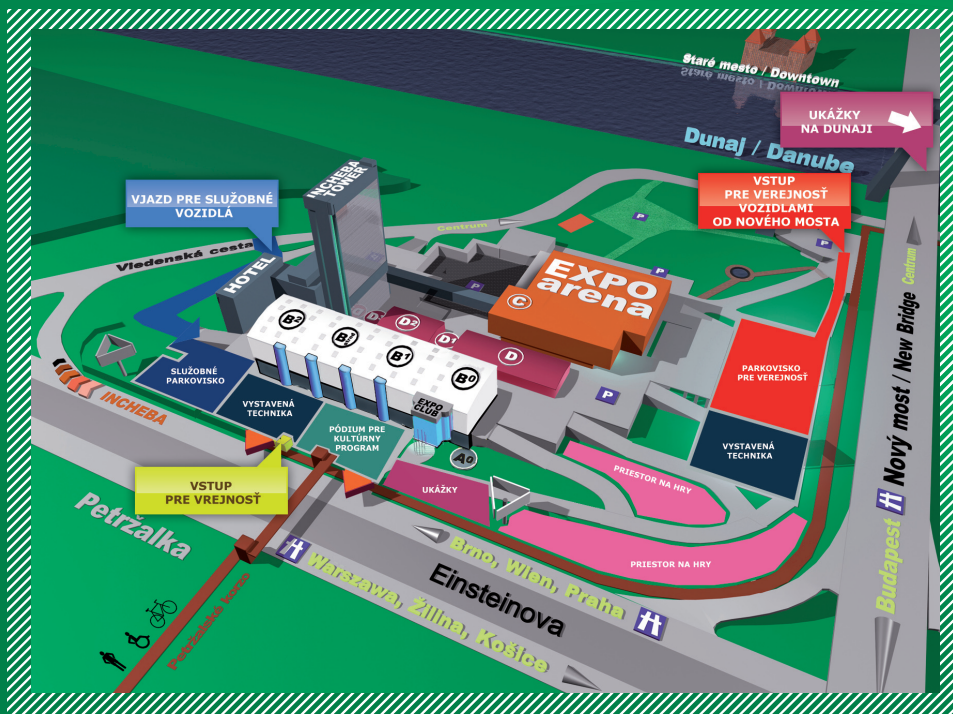 Staré mesto / Downtown
UKÁŽKY
NA DUNAJI
Dunaj / Danube
VSTUP
PRE VEREJNOSŤ
VOZIDLAMI
OD NOVÉHO MOSTA
VJAZD PRE SLUŽOBNÉ
VOZIDLÁ
INCHEBA
TOWER
Centrum
Viedenská cesta
HOTEL
P
P
P
P
P
EXPO
arena
C
B2
B1
B0
D2
D1
D
Nový most / New Bridge
Centrum
SLUŽOBNÉ
PARKOVISKO
VYSTAVENÁ
TECHNIKA
PÓDIUM PRE
KULTÚRNY
PROGRAM
EXPO
CLUB
A0
PARKOVISKO
PRE VEREJNOSŤ
VYSTAVENÁ
TECHNIKA
INCHEBA
VSTUP
PRE VREJNOSŤ
UKÁŽKY
PRIESTOR NA HRY
PRIESTOR NA HRY
Petržalka
Brno, Wien, Praha
Einsteinova
Warszawa, Žilina, Košice
Budapest
Petržalské korzo